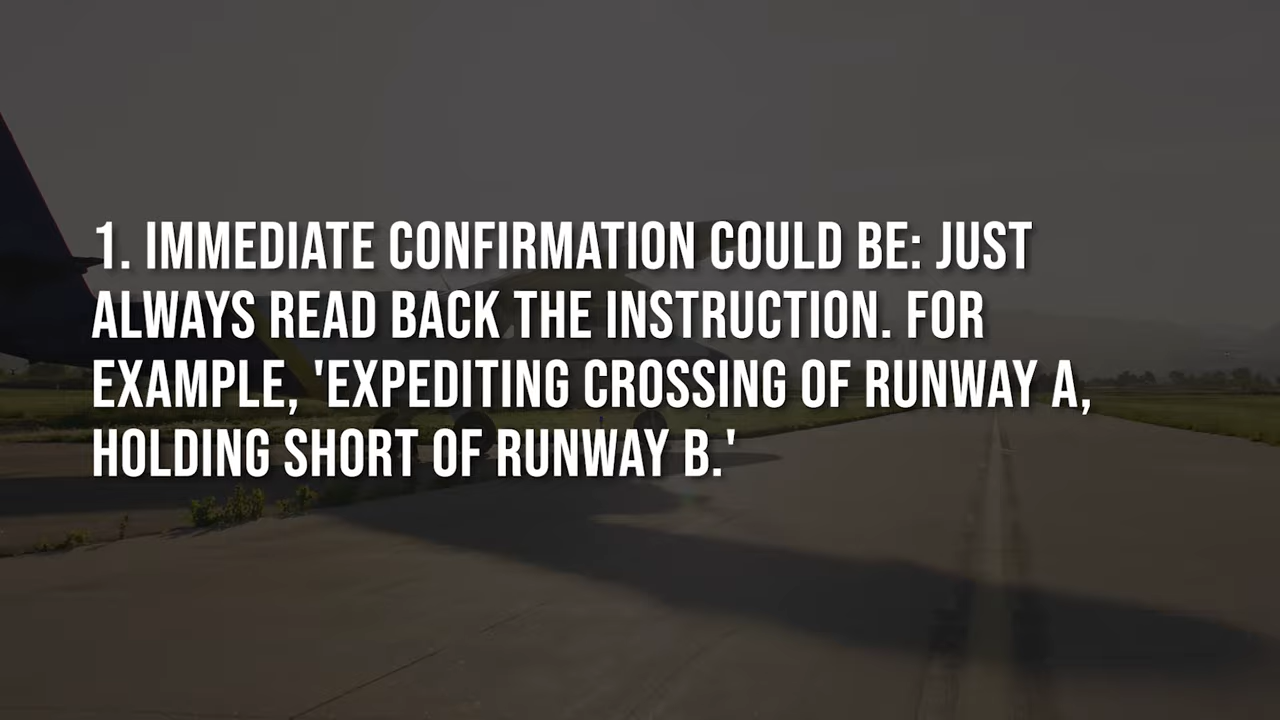 1. IMMEDIATE CONFIRMATION COULD BE: JUST
ALWAYS READ BACK THE INSTRUCTION. FOR
EXAMPLE, 'EXPEDITING CROSSING OF RUNWAY A,
HOLDING SHORT OF RUNWAY B.'